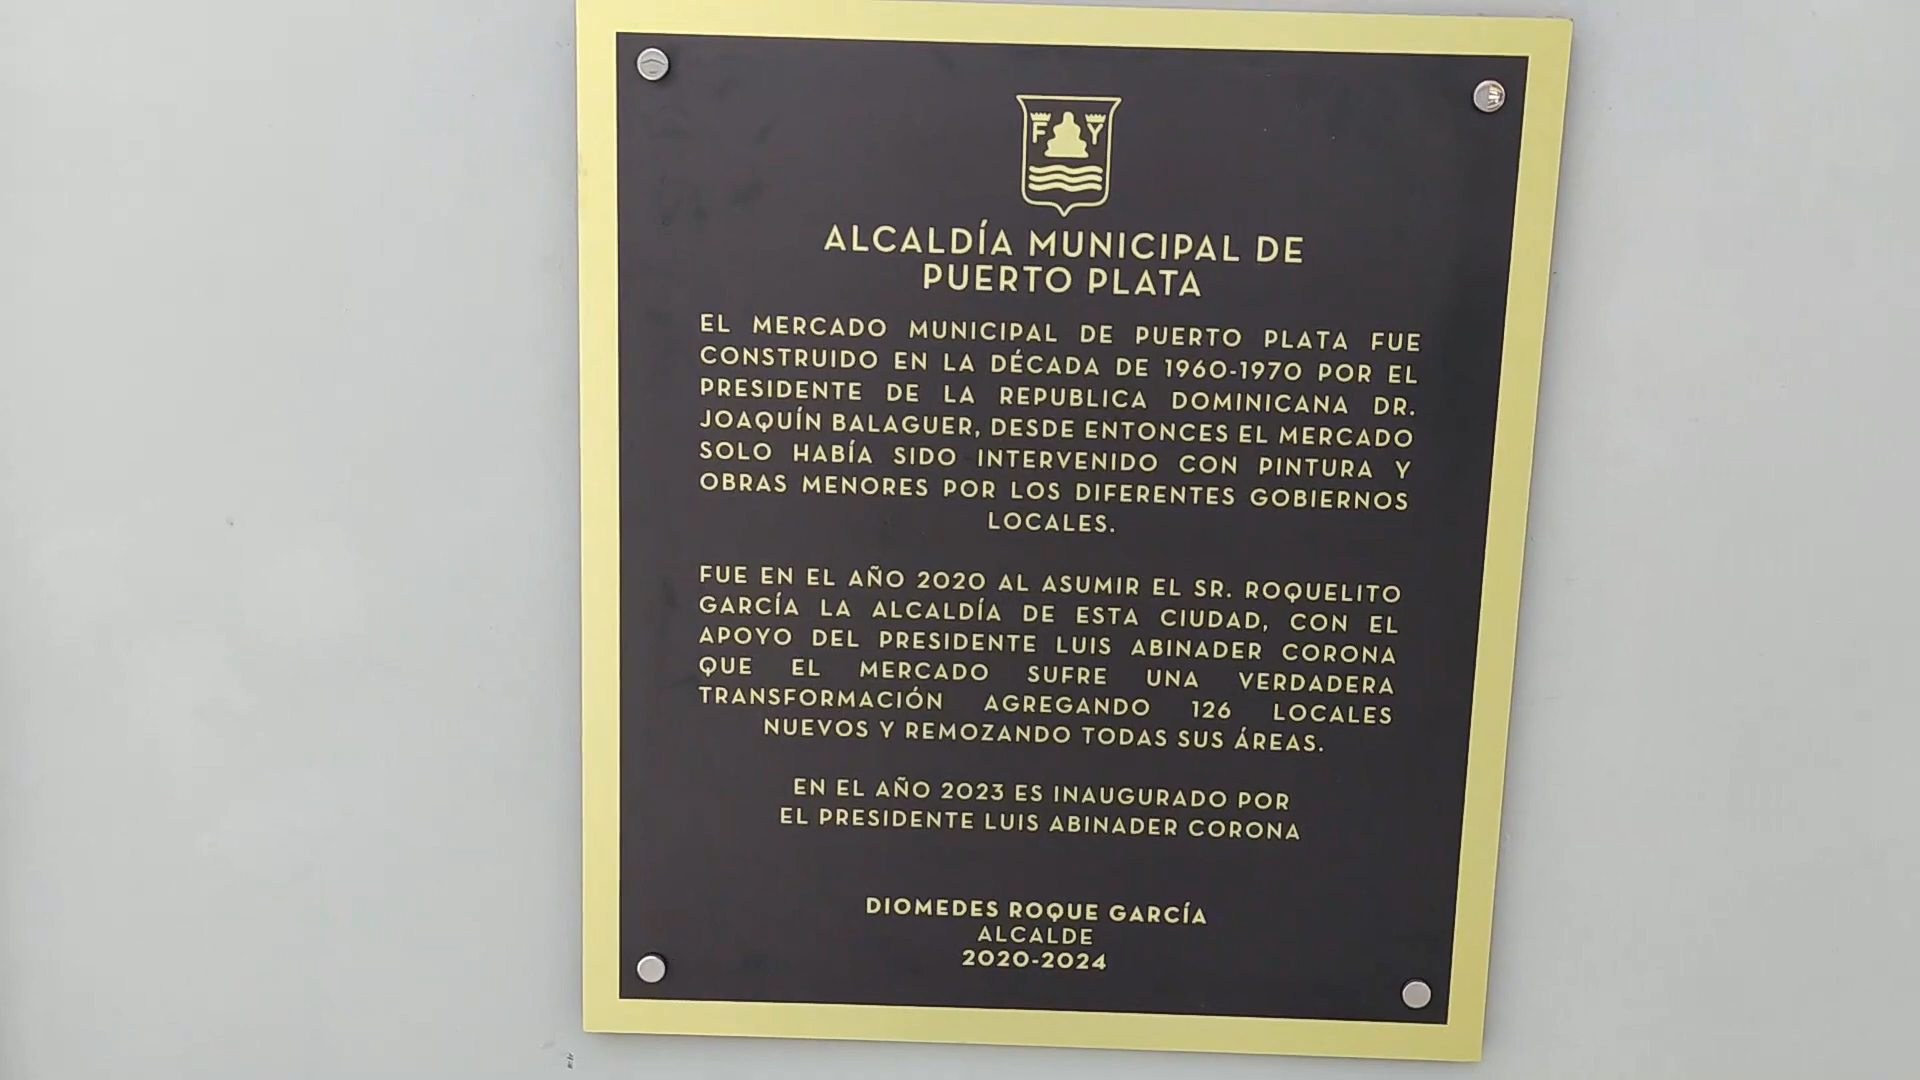 F Y
ALCALDÍA MUNICIPAL DE
PUERTO PLATA
EL MERCADO MUNICIPAL DE PUERTO PLATA FUE
CONSTRUIDO EN LA DÉCADA DE 1960-1970 POR EL
PRESIDENTE DE LA REPUBLICA DOMINICANA DR.
JOAQUÍN BALAGUER, DESDE ENTONCES EL MERCADO
SOLO HABÍA SIDO INTERVENIDO CON PINTURA Y
OBRAS MENORES POR LOS DIFERENTES GOBIERNOS
LOCALES.
FUE EN EL AÑO 2020 AL ASUMIR EL SR. ROQUELITO
GARCÍA LA ALCALDÍA DE ESTA CIUDAD, CON EL
APOYO DEL PRESIDENTE LUIS ABINADER CORONA
QUE EL MERCADO SUFRE UNA VERDADERA
TRANSFORMACIÓN AGREGANDO 126 LOCALES
NUEVOS Y REMOZANDO TODAS SUS ÁREAS.
EN EL AÑO 2023 ES INAUGURADO POR
EL PRESIDENTE LUIS ABINADER CORONA
DIOMEDES ROQUE GARCÍA
ALCALDE
2020-2024